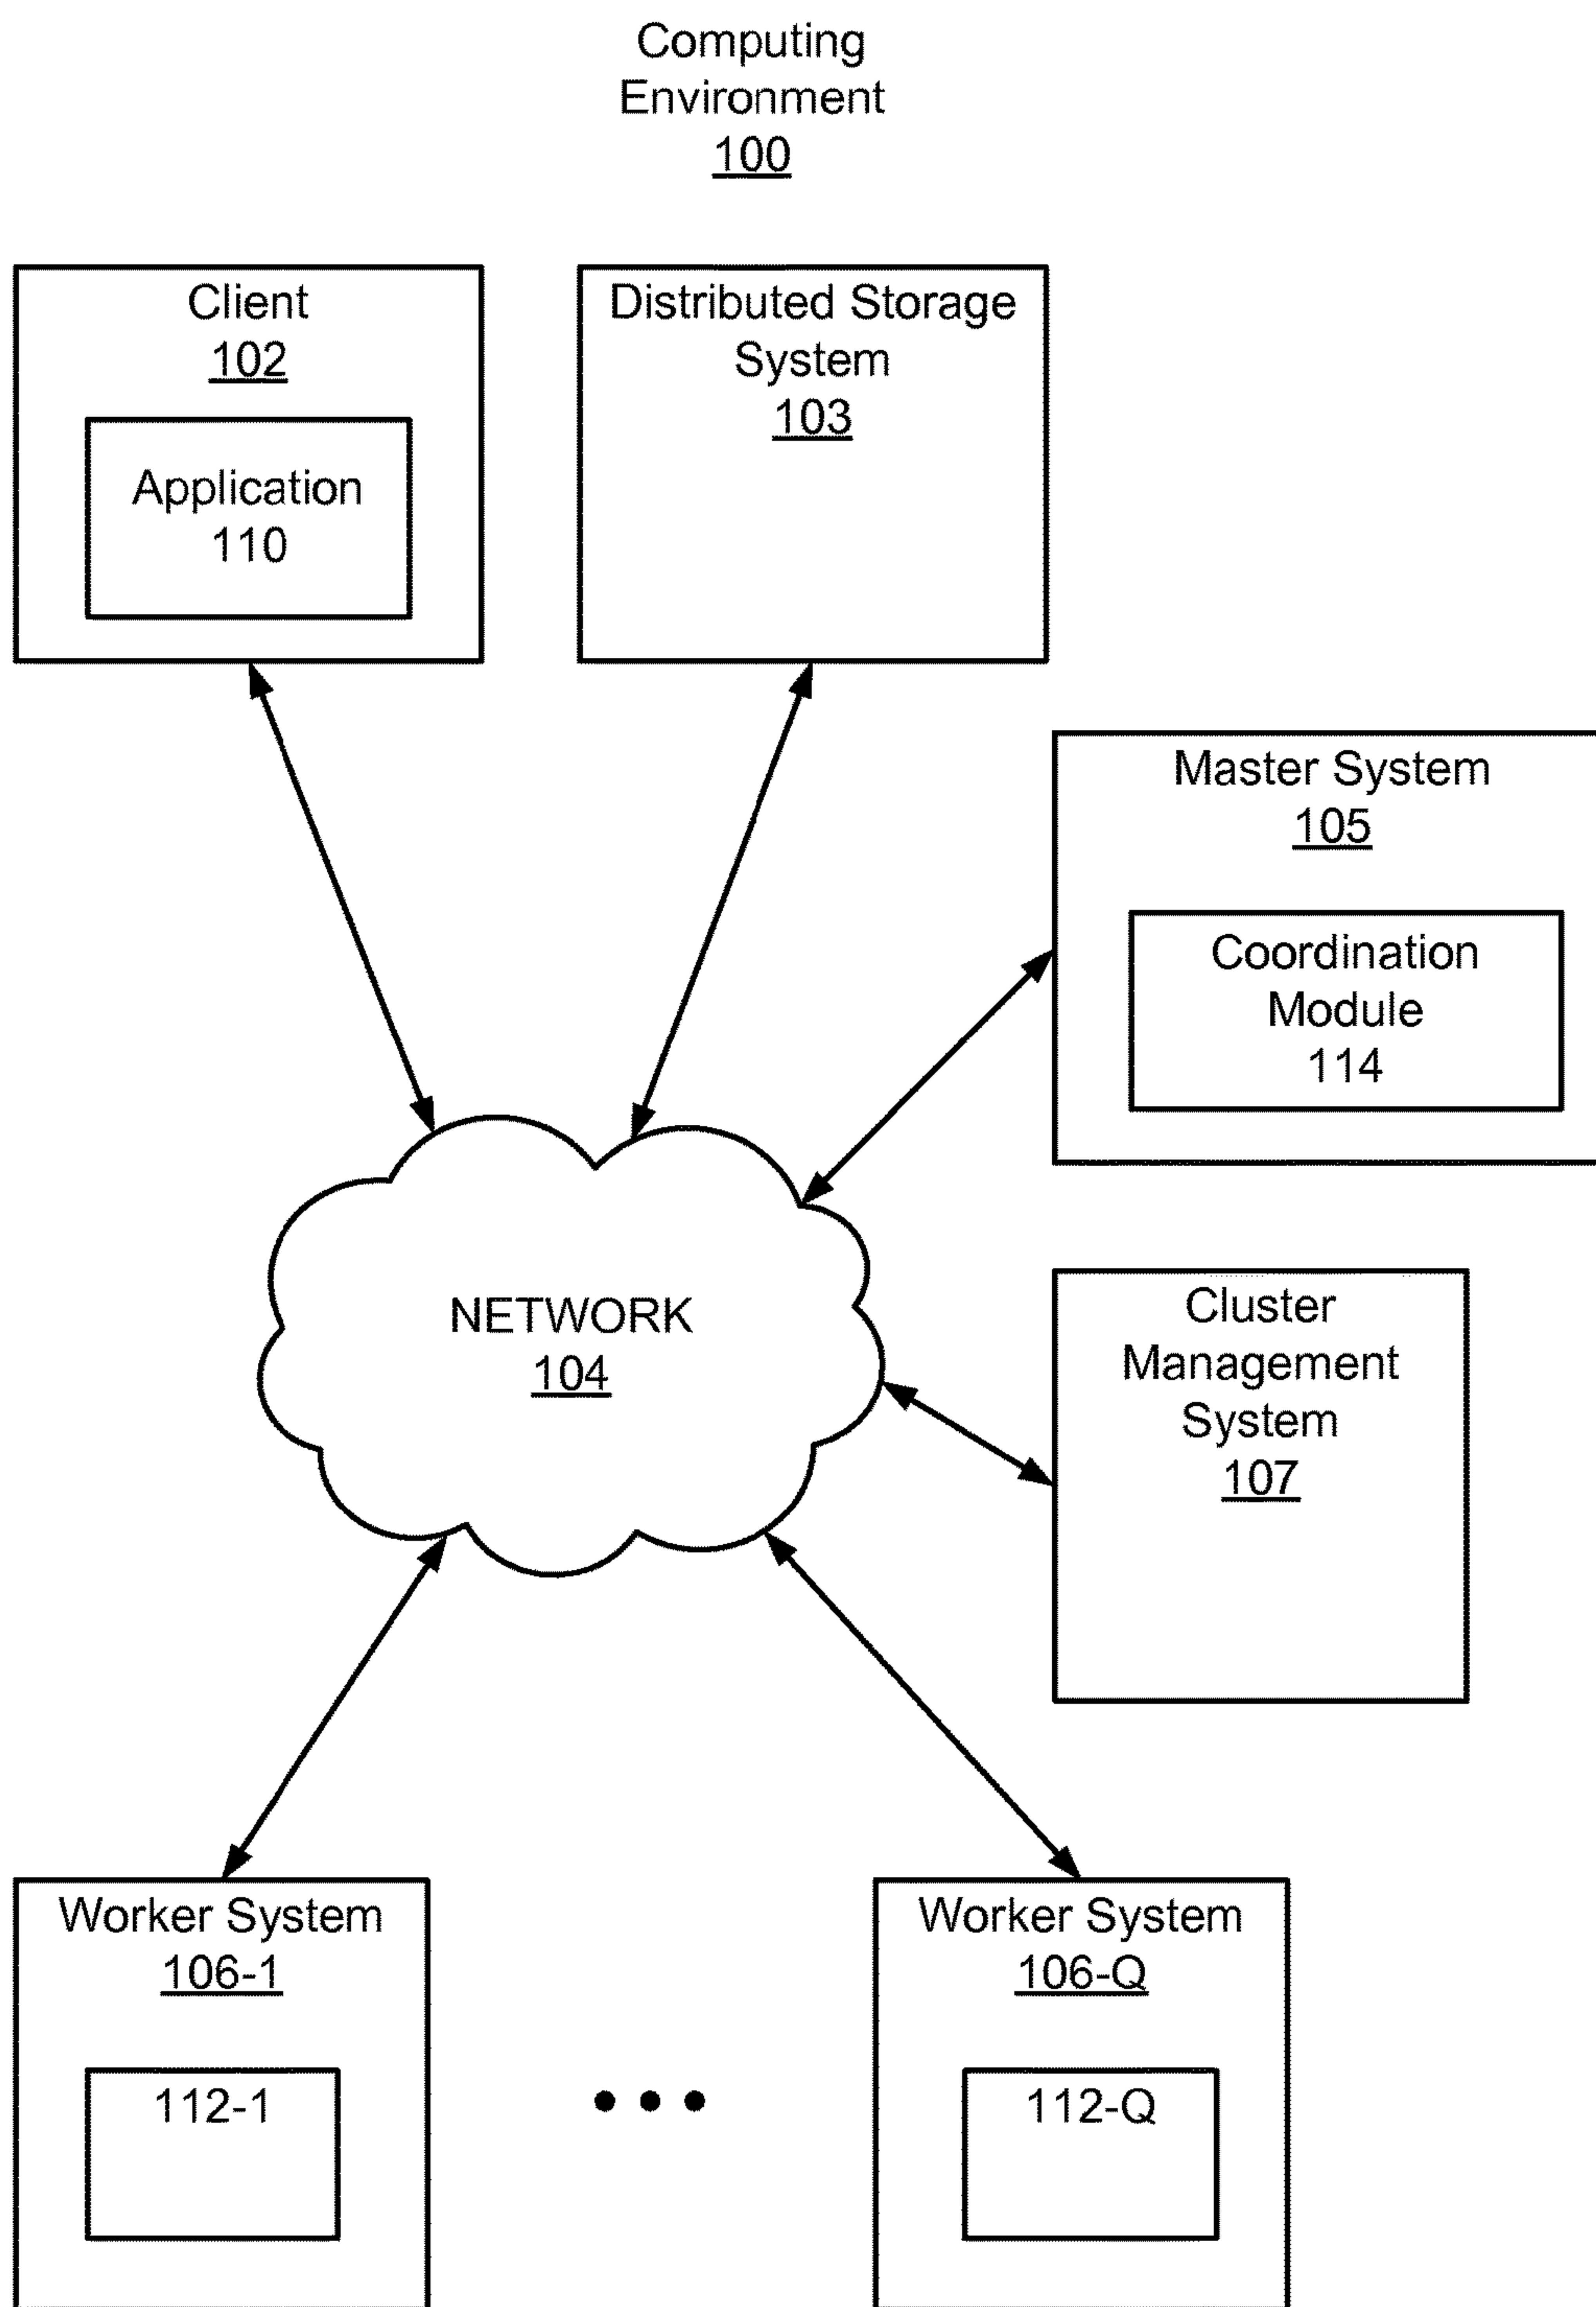 Computing
Environment
100
Client
102
Application
110
Distributed Storage
System
103
Master System
105
Coordination
Module
114
NETWORK
104
Cluster
Management
System
107
Worker System
106-1
112-1
Worker System
106-Q
112-Q